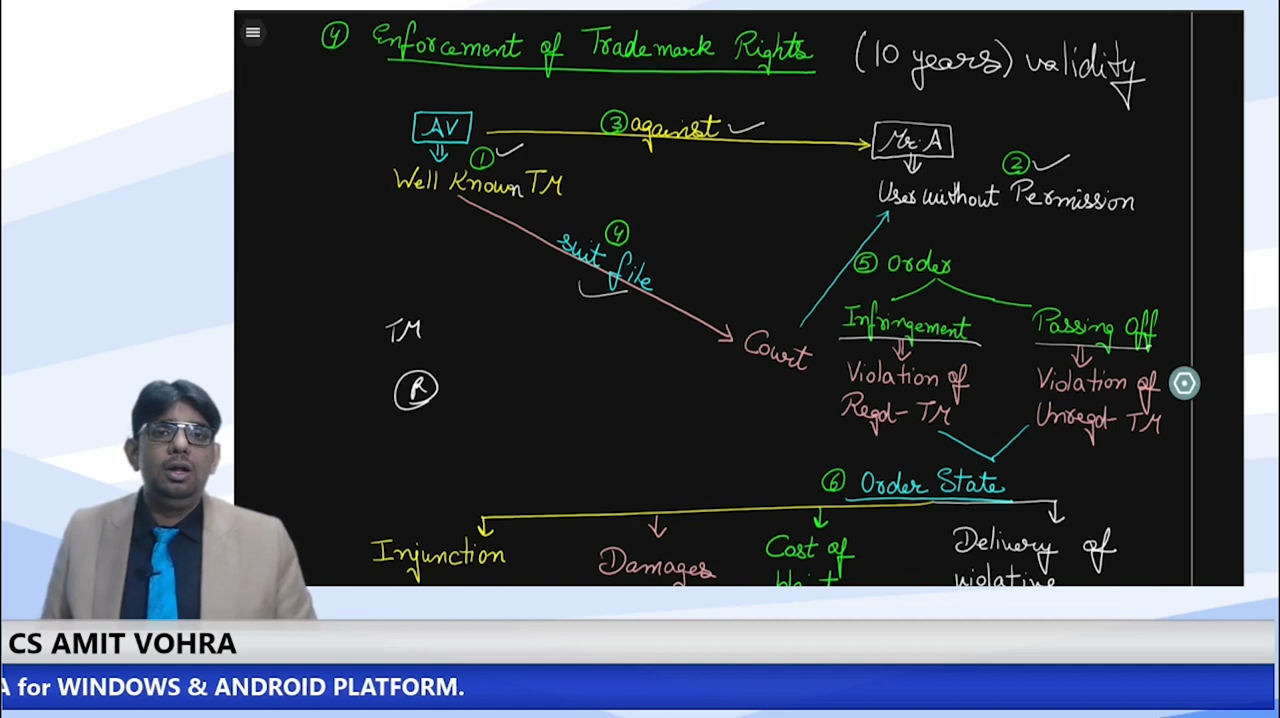 ④ Enforcement of Trademark Rights (10 years) validity
AV ③ against Mr. A
① ②
Well Known TM User without Permission
④
suit file
⑤ Order
TM
Court
Infringement Passing Off
R
Violation of Violation of
Regd- TM Unregd- TM
⑥ Order State
Injunction Damages Cost of Delivery of
violative
CS AMIT VOHRA
A for WINDOWS & ANDROID PLATFORM.